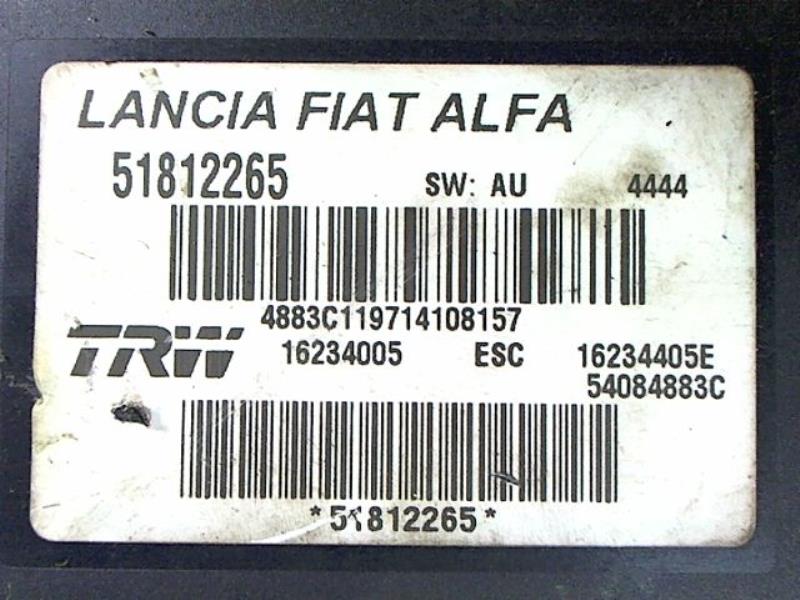 LANCIA FIAT ALFA
51812265 SW: AU 4444
4883C119714108157
TRW 16234005 ESC 16234405E
54084883C
*51812265*